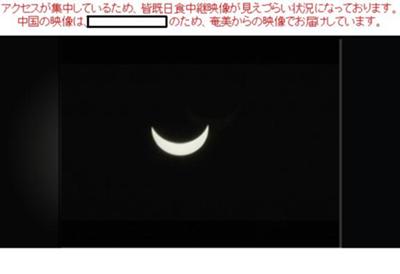 アクセスが集中しているため、皆既日食中継映像が見えづらい状況になっております。
中国の映像は、のため、奄美からの映像でお届けしています。